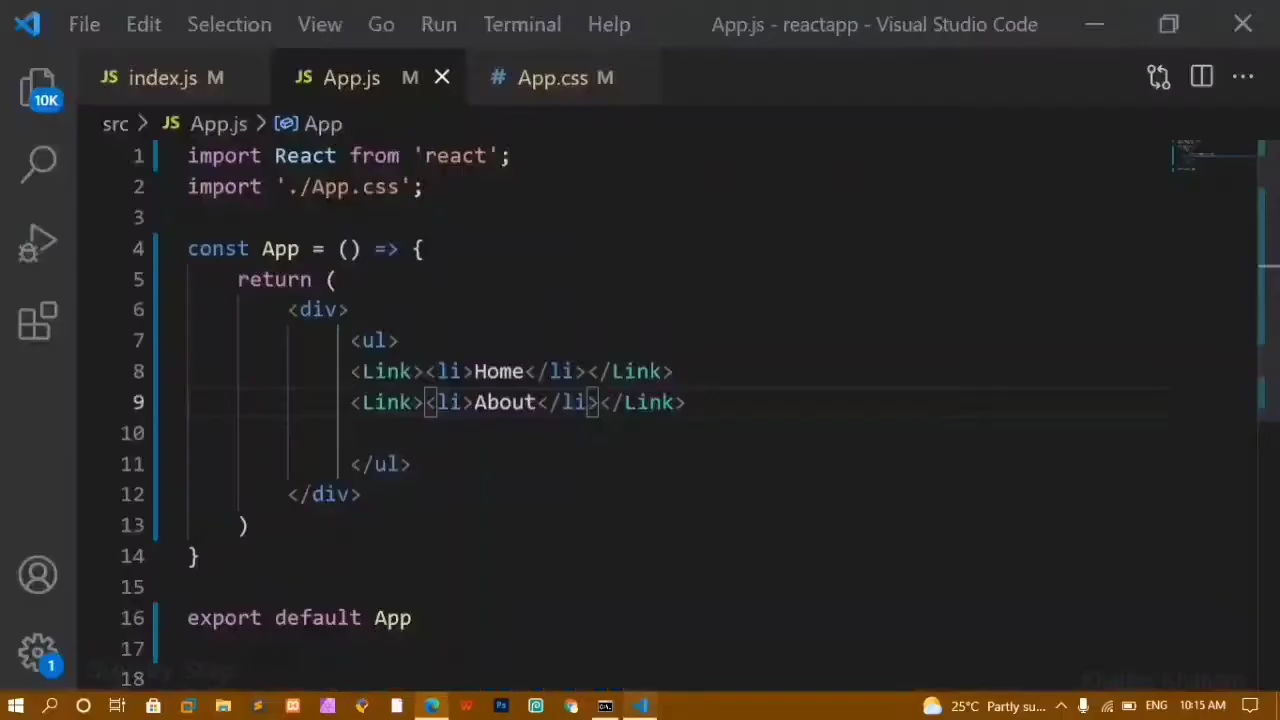 File Edit Selection View Go Run Terminal Help App.js - reactapp - Visual Studio Code
JS index.js M JS App.js M # App.css M
10K
src > JS App.js > App
1 import React from 'react';
2 import './App.css';
3
4 const App = () => {
5 return (
6 <div>
7 <ul>
8 <Link><li>Home</li></Link>
9 <Link><li>About</li></Link>
10
11 </ul>
12 </div>
13 )
14 }
15
16 export default App
17
18
1
25°C Partly su... ENG 10:15 AM